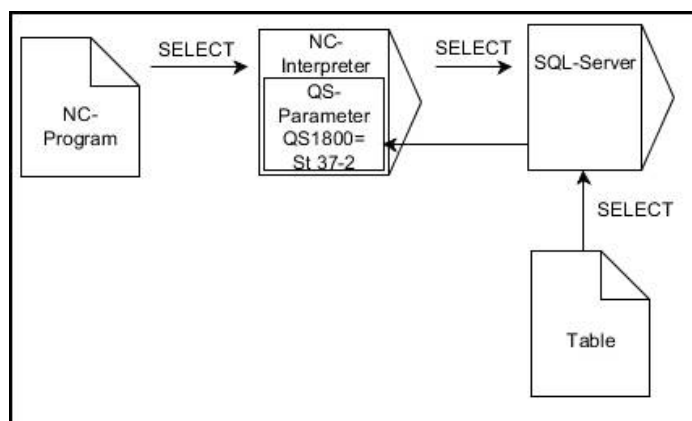 SELECT
NC-
Interpreter
SELECT
SQL-Server
NC-
Program
QS-
Parameter
QS1800=
St 37-2
SELECT
Table